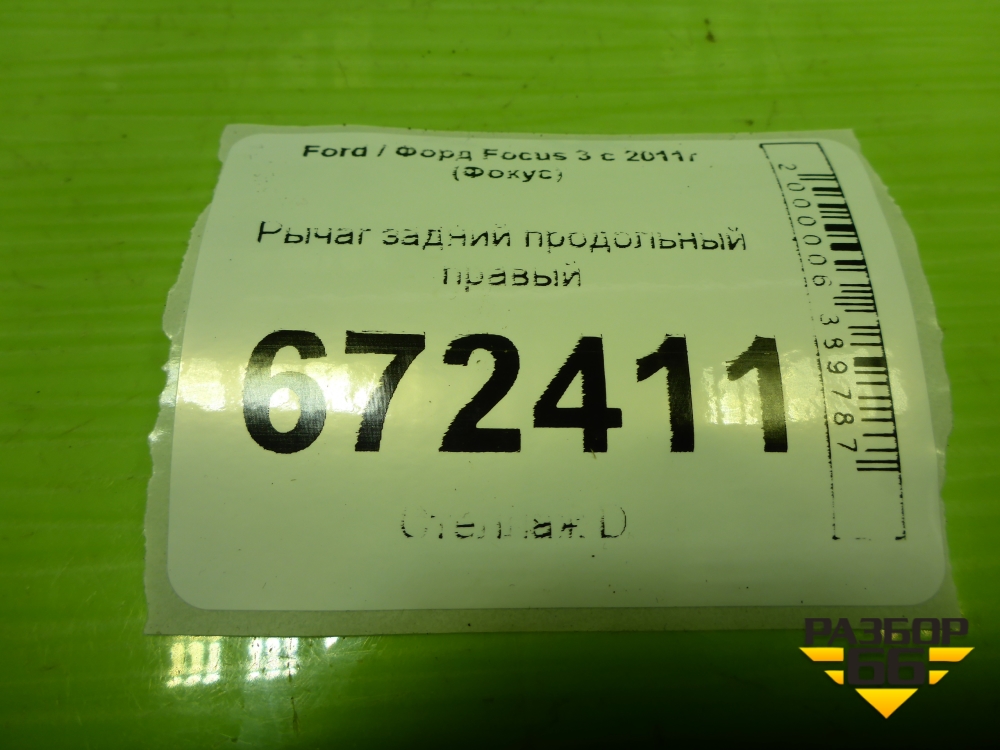 Ford / Форд Focus 3 с 2011г
(Фокус)
Рычаг задний продольный
правый
672411
Стеллаж D
2000006389787
РАЗБОР
66